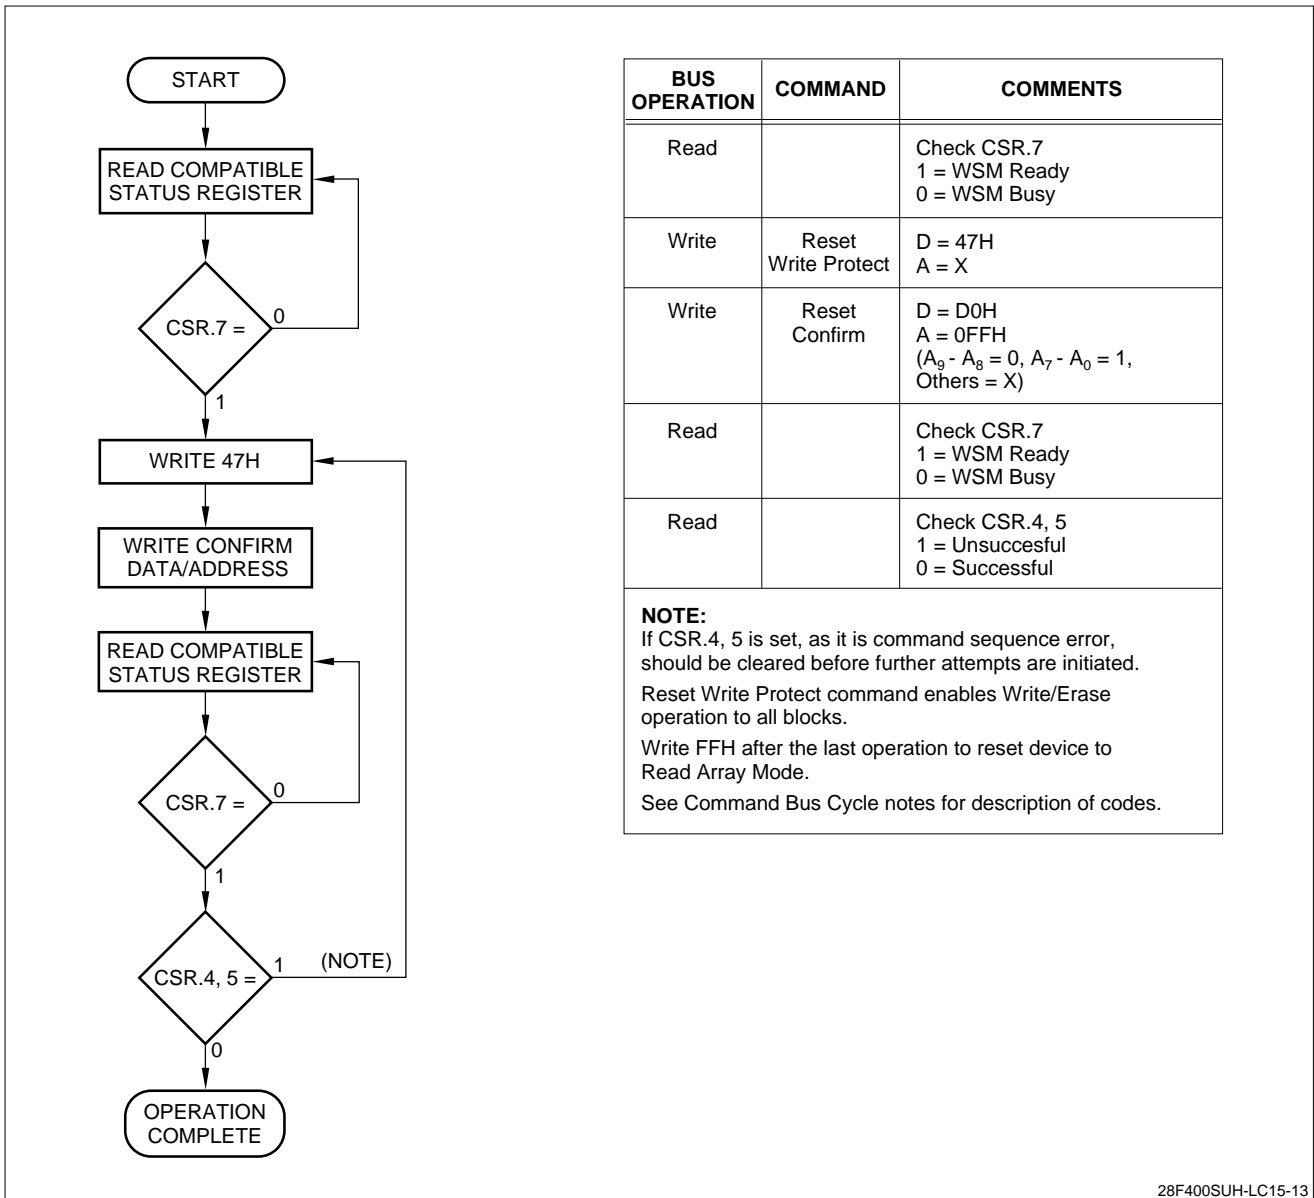 START
READ COMPATIBLE
STATUS REGISTER
CSR.7 =
0
1
WRITE 47H
WRITE CONFIRM
DATA/ADDRESS
READ COMPATIBLE
STATUS REGISTER
CSR.7 =
0
1
CSR.4, 5 =
1
(NOTE)
0
OPERATION
COMPLETE
BUS
OPERATION
COMMAND
COMMENTS
Read
Check CSR.7
1 = WSM Ready
0 = WSM Busy
Write
Reset
Write Protect
D = 47H
A = X
Write
Reset
Confirm
D = D0H
A = 0FFH
(A9 - A8 = 0, A7 - A0 = 1,
Others = X)
Read
Check CSR.7
1 = WSM Ready
0 = WSM Busy
Read
Check CSR.4, 5
1 = Unsuccesful
0 = Successful
NOTE:
If CSR.4, 5 is set, as it is command sequence error,
should be cleared before further attempts are initiated.
Reset Write Protect command enables Write/Erase
operation to all blocks.
Write FFH after the last operation to reset device to
Read Array Mode.
See Command Bus Cycle notes for description of codes.
28F400SUH-LC15-13